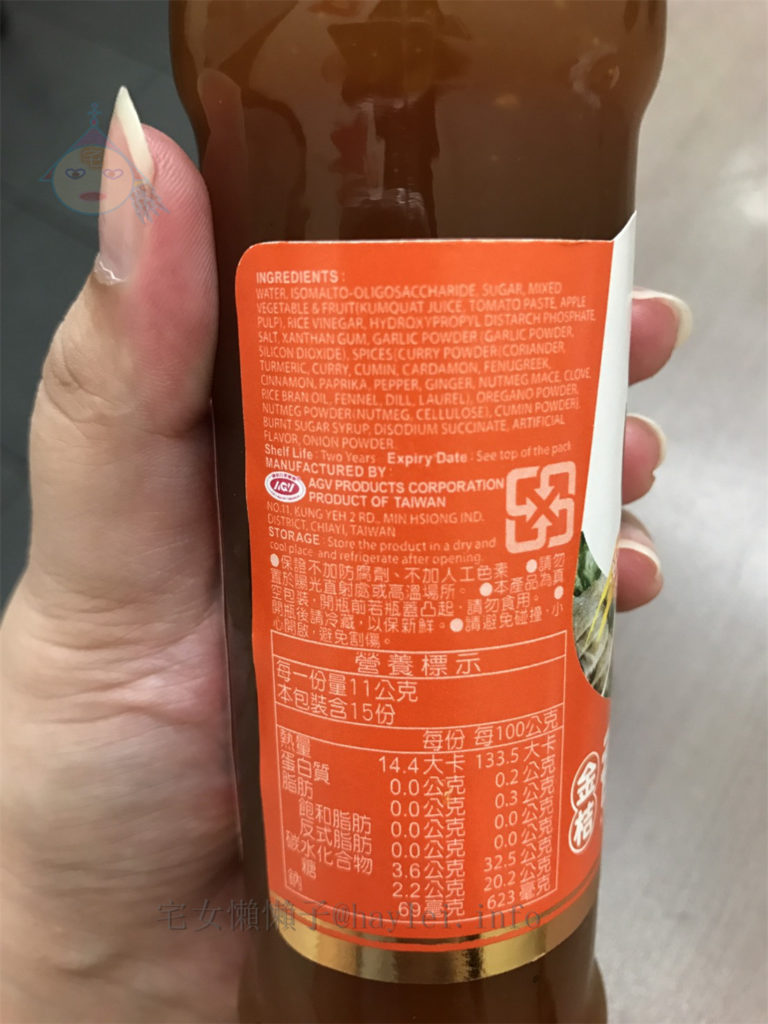 INGREDIENTS :
WATER, ISOMALTO-OLIGOSACCHARIDE, SUGAR, MIXED
VEGETABLE & FRUIT(KUMQUAT JUICE, TOMATO PASTE, APPLE
PULP), RICE VINEGAR, HYDROXYPROPYL DISTARCH PHOSPHATE,
SALT, XANTHAN GUM, GARLIC POWDER (GARLIC POWDER,
SILICON DIOXIDE), SPICES(CURRY POWDER(CORIANDER,
TURMERIC, CURRY, CUMIN, CARDAMON, FENUGREEK,
CINNAMON, PAPRIKA, PEPPER, GINGER, NUTMEG MACE, CLOVE,
RICE BRAN OIL, FENNEL, DILL, LAUREL), OREGANO POWDER,
NUTMEG POWDER(NUTMEG, CELLULOSE), CUMIN POWDER),
BURNT SUGAR SYRUP, DISODIUM SUCCINATE, ARTIFICIAL
FLAVOR, ONION POWDER
Shelf Life : Two Years Expiry Date : See top of the pack
MANUFACTURED BY :
AGV AGV PRODUCTS CORPORATION
PRODUCT OF TAIWAN
NO.11, KUNG YEH 2 RD., MIN HSIONG IND.
DISTRICT, CHIAYI, TAIWAN
STORAGE : Store the product in a dry and
cool place and refrigerate after opening.
●保證不加防腐劑、不加人工色素 ●請勿
置於陽光直射處或高溫場所。 ●本產品為真
空包裝,開瓶前若瓶蓋凸起,請勿食用。 ●
開瓶後請冷藏,以保新鮮。●請避免碰撞,小
心開啟,避免割傷。
營養標示
每一份量11公克
本包裝含15份
每份 每100公克
熱量 14.4大卡 133.5大卡
蛋白質 0.0公克 0.2公克
脂肪 0.0公克 0.3公克
飽和脂肪 0.0公克 0.0公克
反式脂肪 0.0公克 0.0公克
碳水化合物 3.6公克 32.5公克
糖 2.2公克 20.2公克
鈉 69毫克 623毫克
金桔
宅女懶懶子@hayley.info